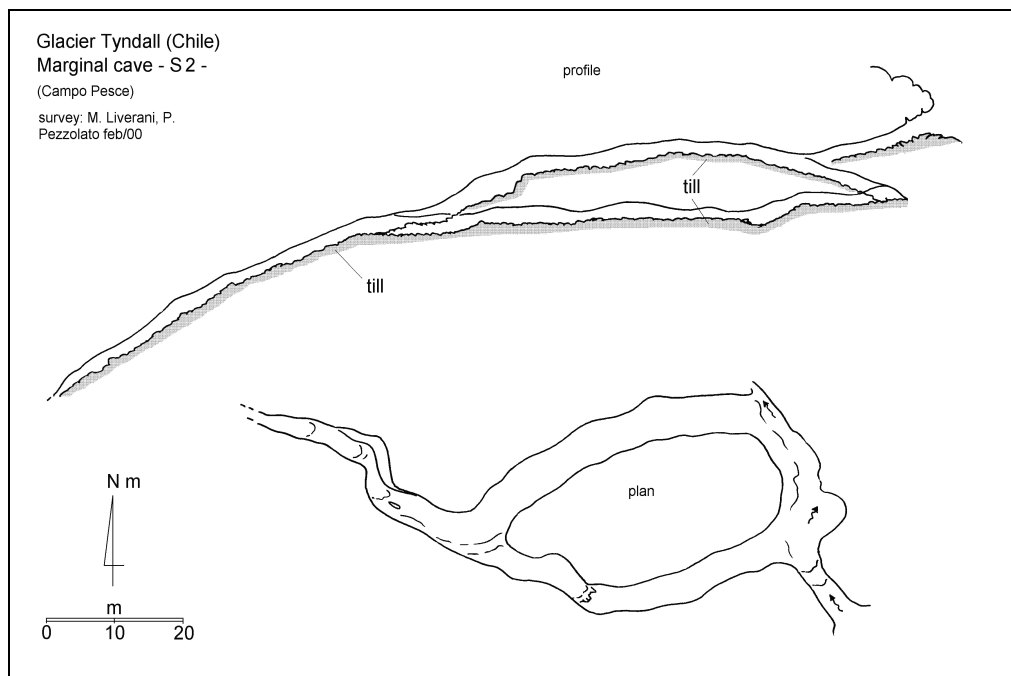 Glacier Tyndall (Chile)
Marginal cave - S 2 -
(Campo Pesce)
survey: M. Liverani, P.
Pezzolato feb/00
profile
till
till
plan
N m
m
0 10 20